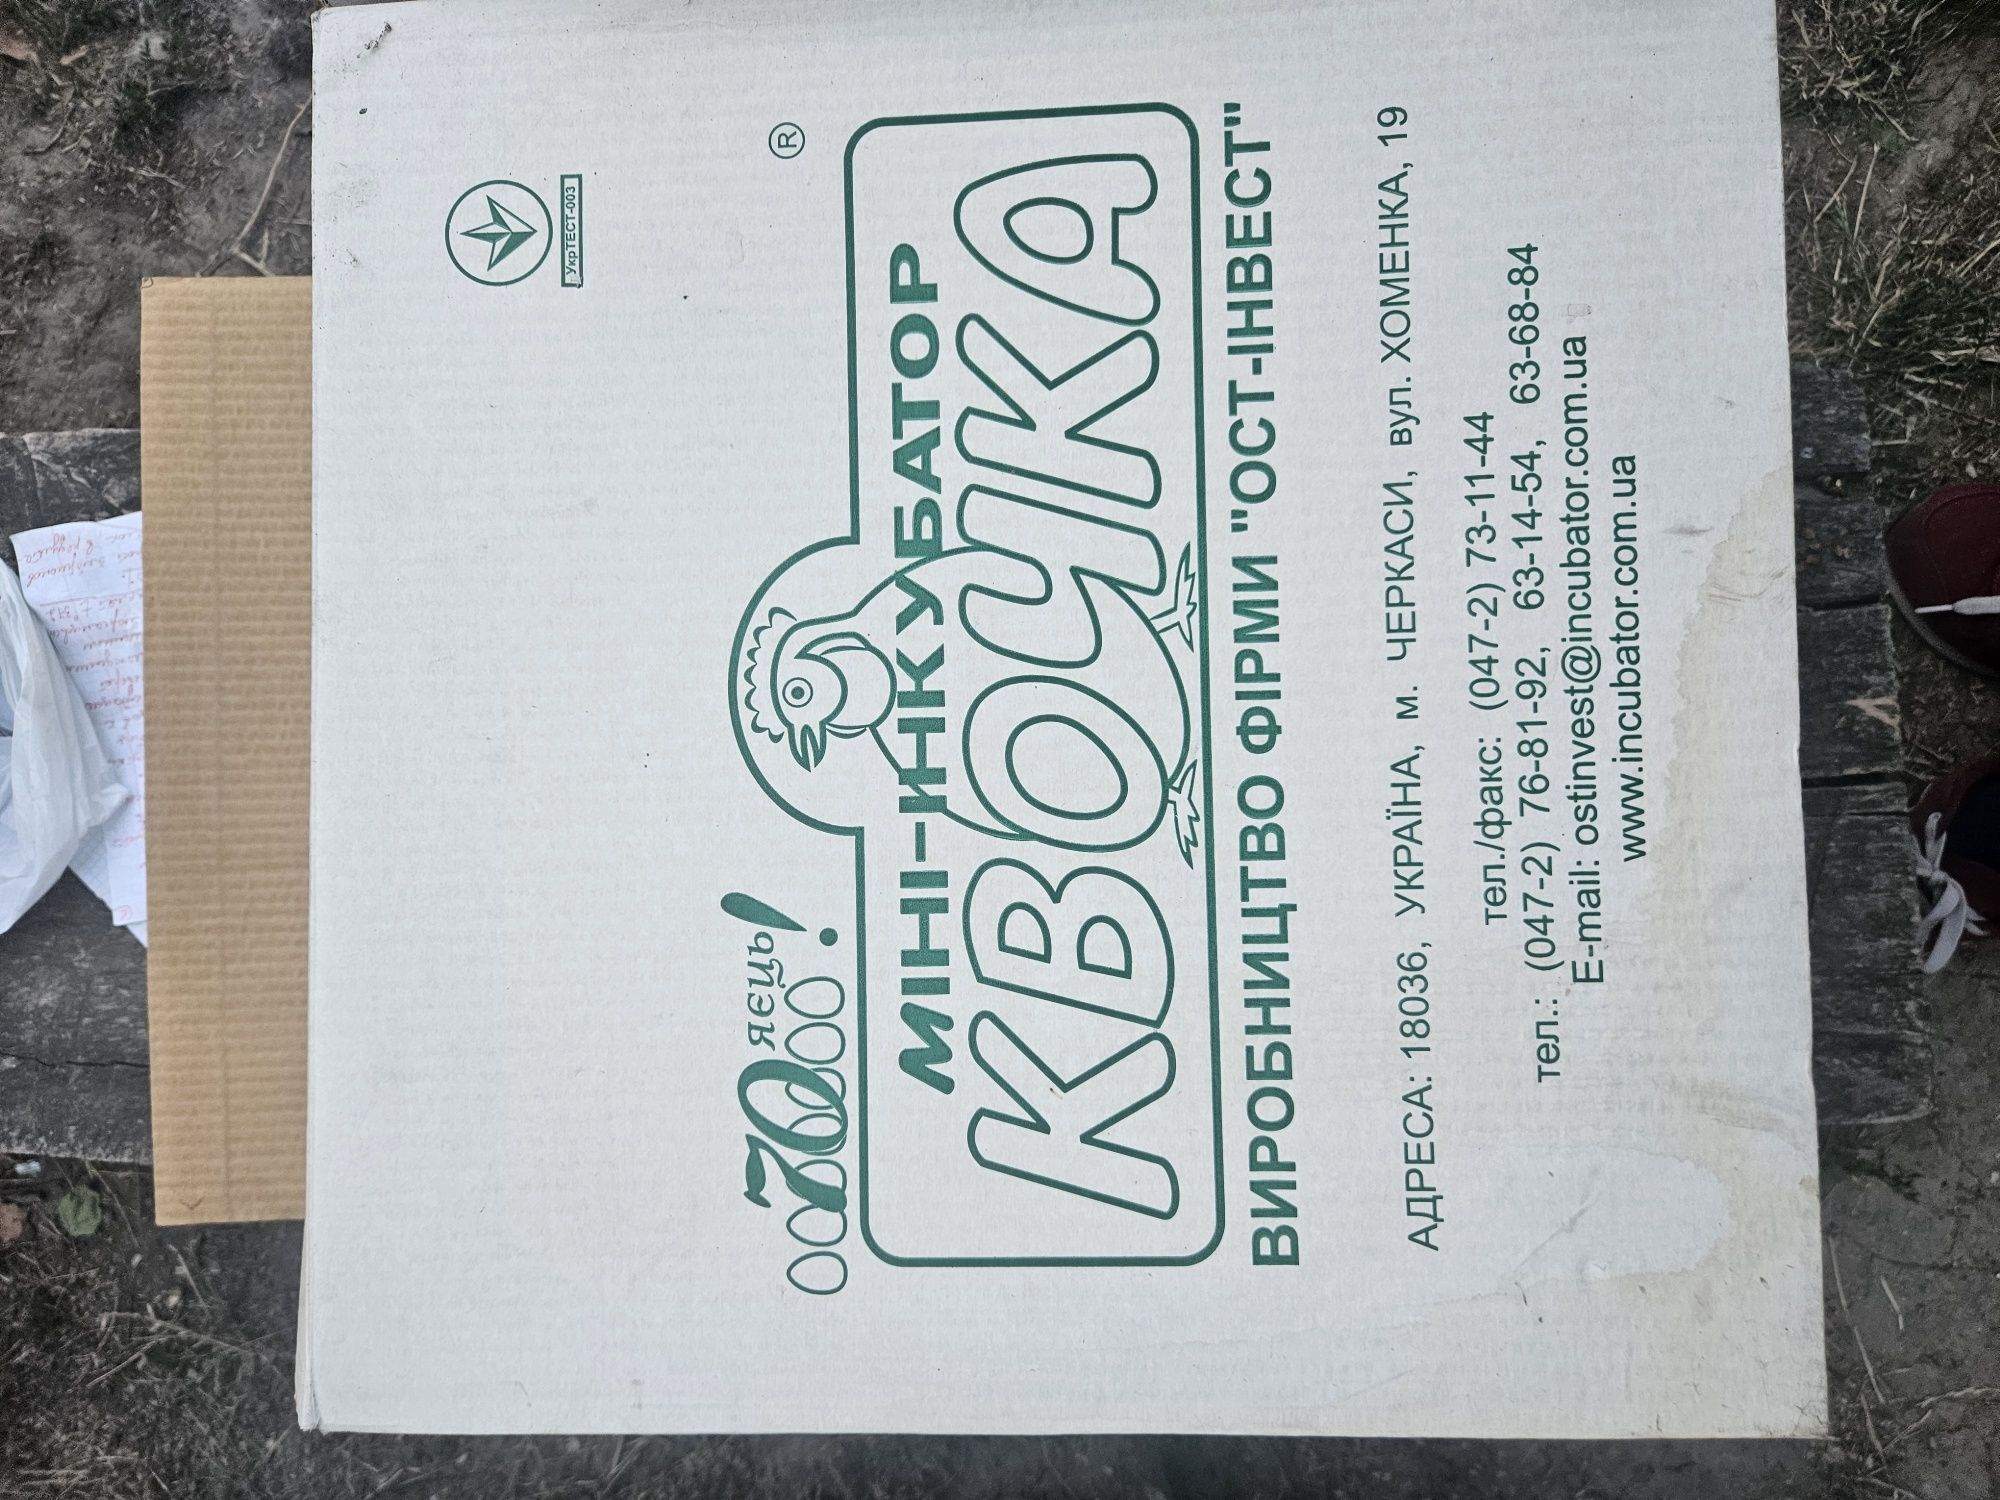 УкрТЕСТ-003
70 яєць!
®
МІНІ-ІНКУБАТОР
КВОЧКА
ВИРОБНИЦТВО ФІРМИ "ОСТ-ІНВЕСТ"
АДРЕСА: 18036, УКРАЇНА, м. ЧЕРКАСИ, вул. ХОМЕНКА, 19
тел./факс: (047-2) 73-11-44
тел.: (047-2) 76-81-92, 63-14-54, 63-68-84
E-mail: ostinvest@incubator.com.ua
www.incubator.com.ua